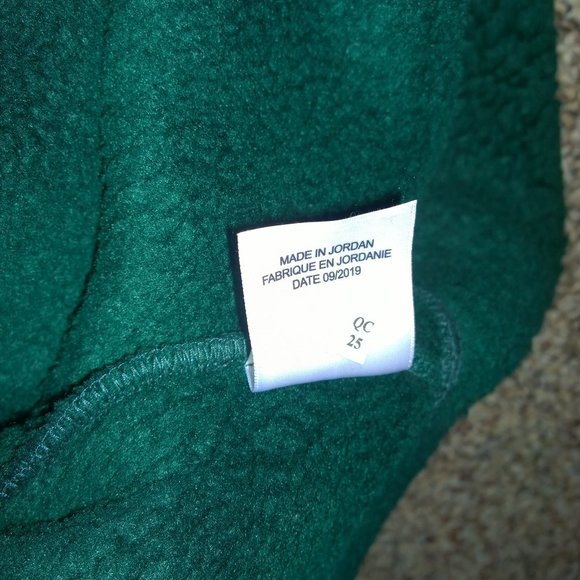 MADE IN JORDAN
FABRIQUE EN JORDANIE
DATE 09/2019
QC
25